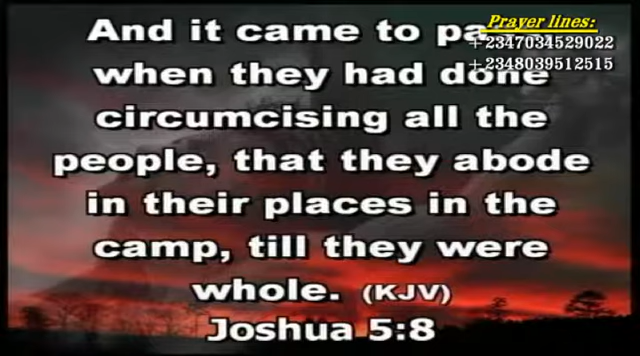 And it came to pa
Prayer lines:
+2347034529022
+2348039512515
when they had done
circumcising all the
people, that they abode
in their places in the
camp, till they were
whole. (KJV)
Joshua 5:8